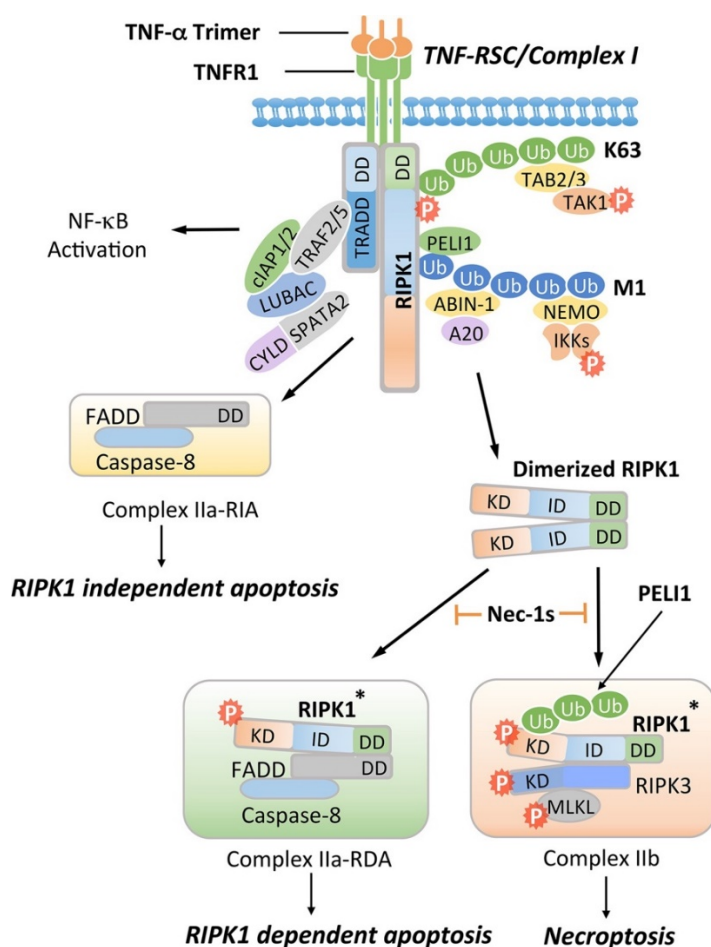 TNF-α Trimer
TNFR1
TNF-RSC/Complex I
K63
Ub Ub Ub Ub Ub
TAB2/3
TAK1
P
P
DD
DD
TRADD
RIPK1
NF-κB
Activation
cIAP1/2
TRAF2/5
LUBAC
CYLD
SPATA2
PELI1
Ub Ub Ub Ub Ub
M1
ABIN-1
A20
NEMO
IKKs
P
FADD
DD
Caspase-8
Complex IIa-RIA
RIPK1 independent apoptosis
Dimerized RIPK1
KD ID DD
KD ID DD
Nec-1s
PELI1
P
RIPK1*
KD ID DD
FADD
DD
Caspase-8
Complex IIa-RDA
RIPK1 dependent apoptosis
Ub Ub Ub
RIPK1*
P
KD ID DD
P
KD
RIPK3
P
MLKL
Complex IIb
Necroptosis